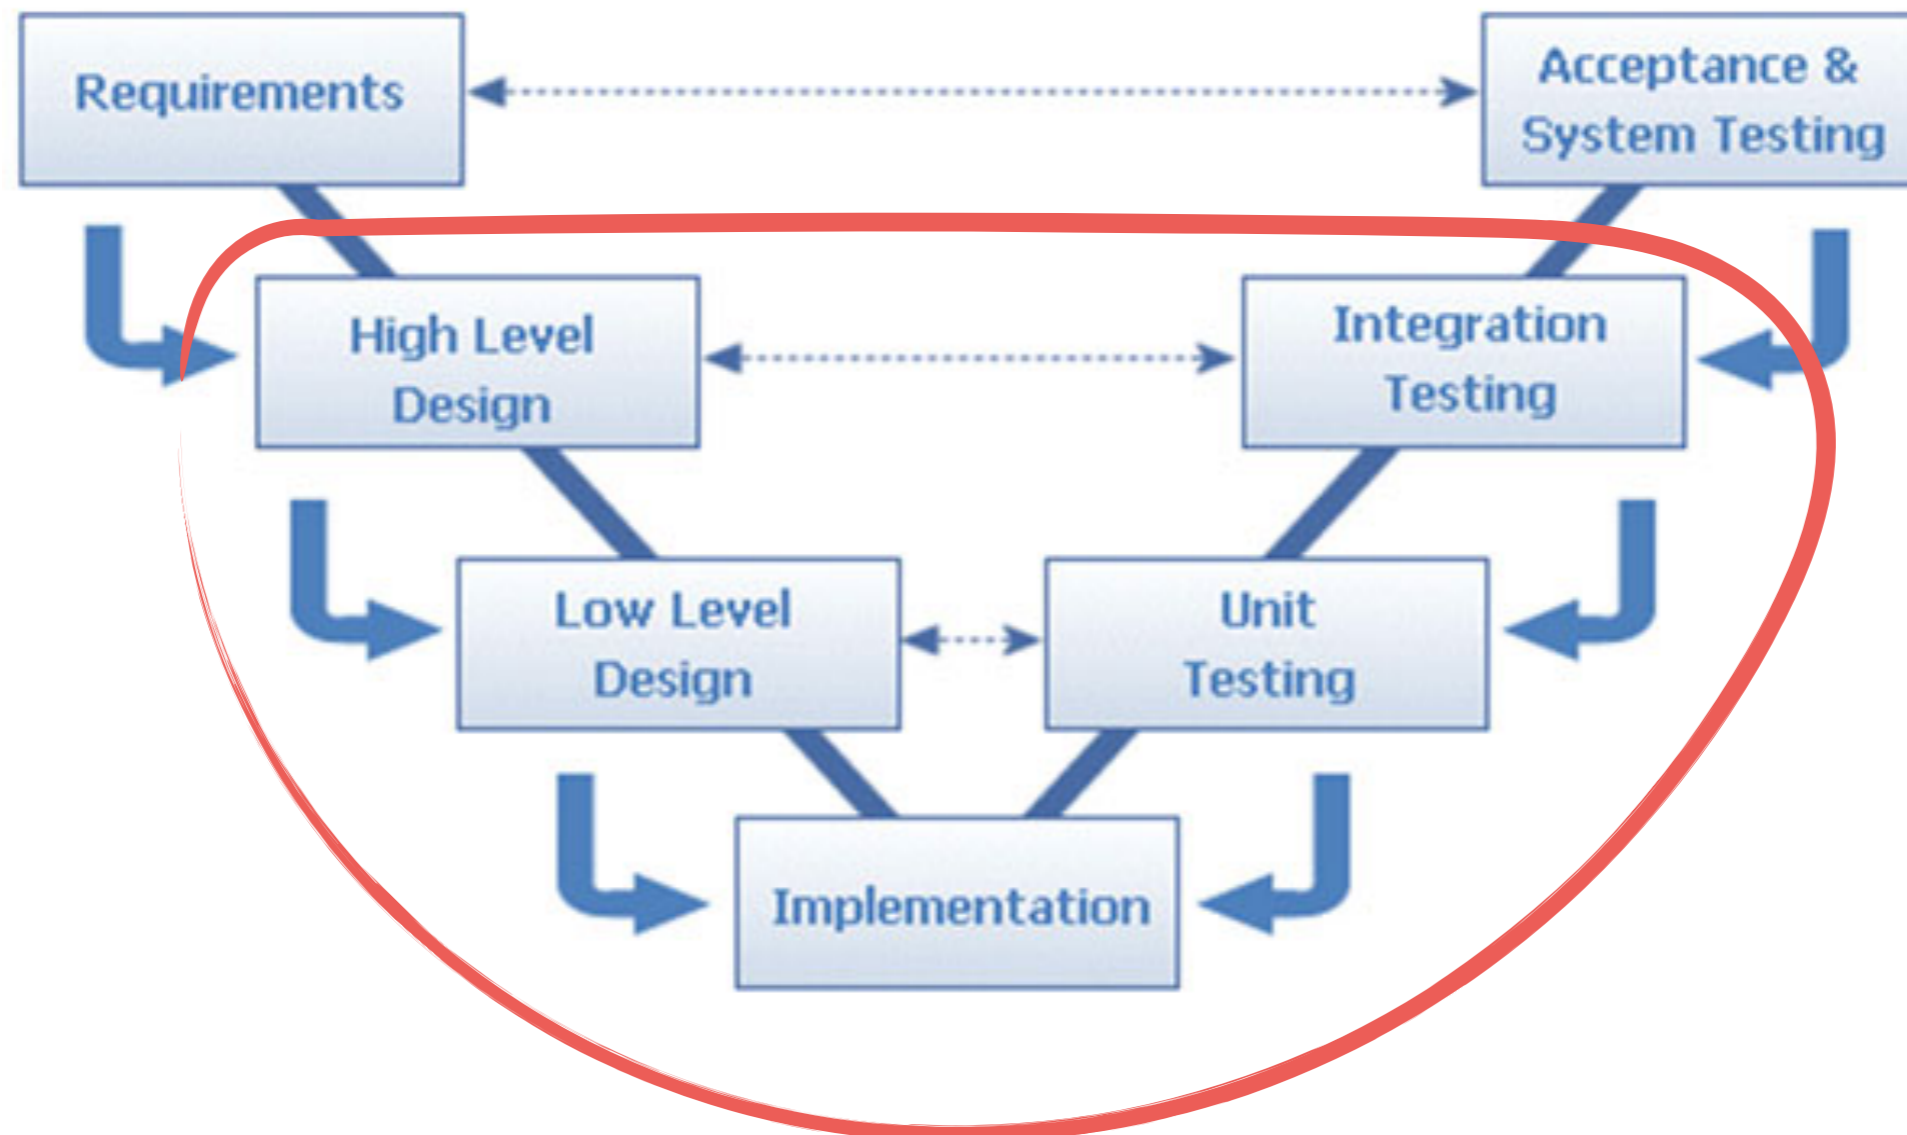 Requirements
Acceptance &
System Testing
High Level
Design
Integration
Testing
Low Level
Design
Unit
Testing
Implementation